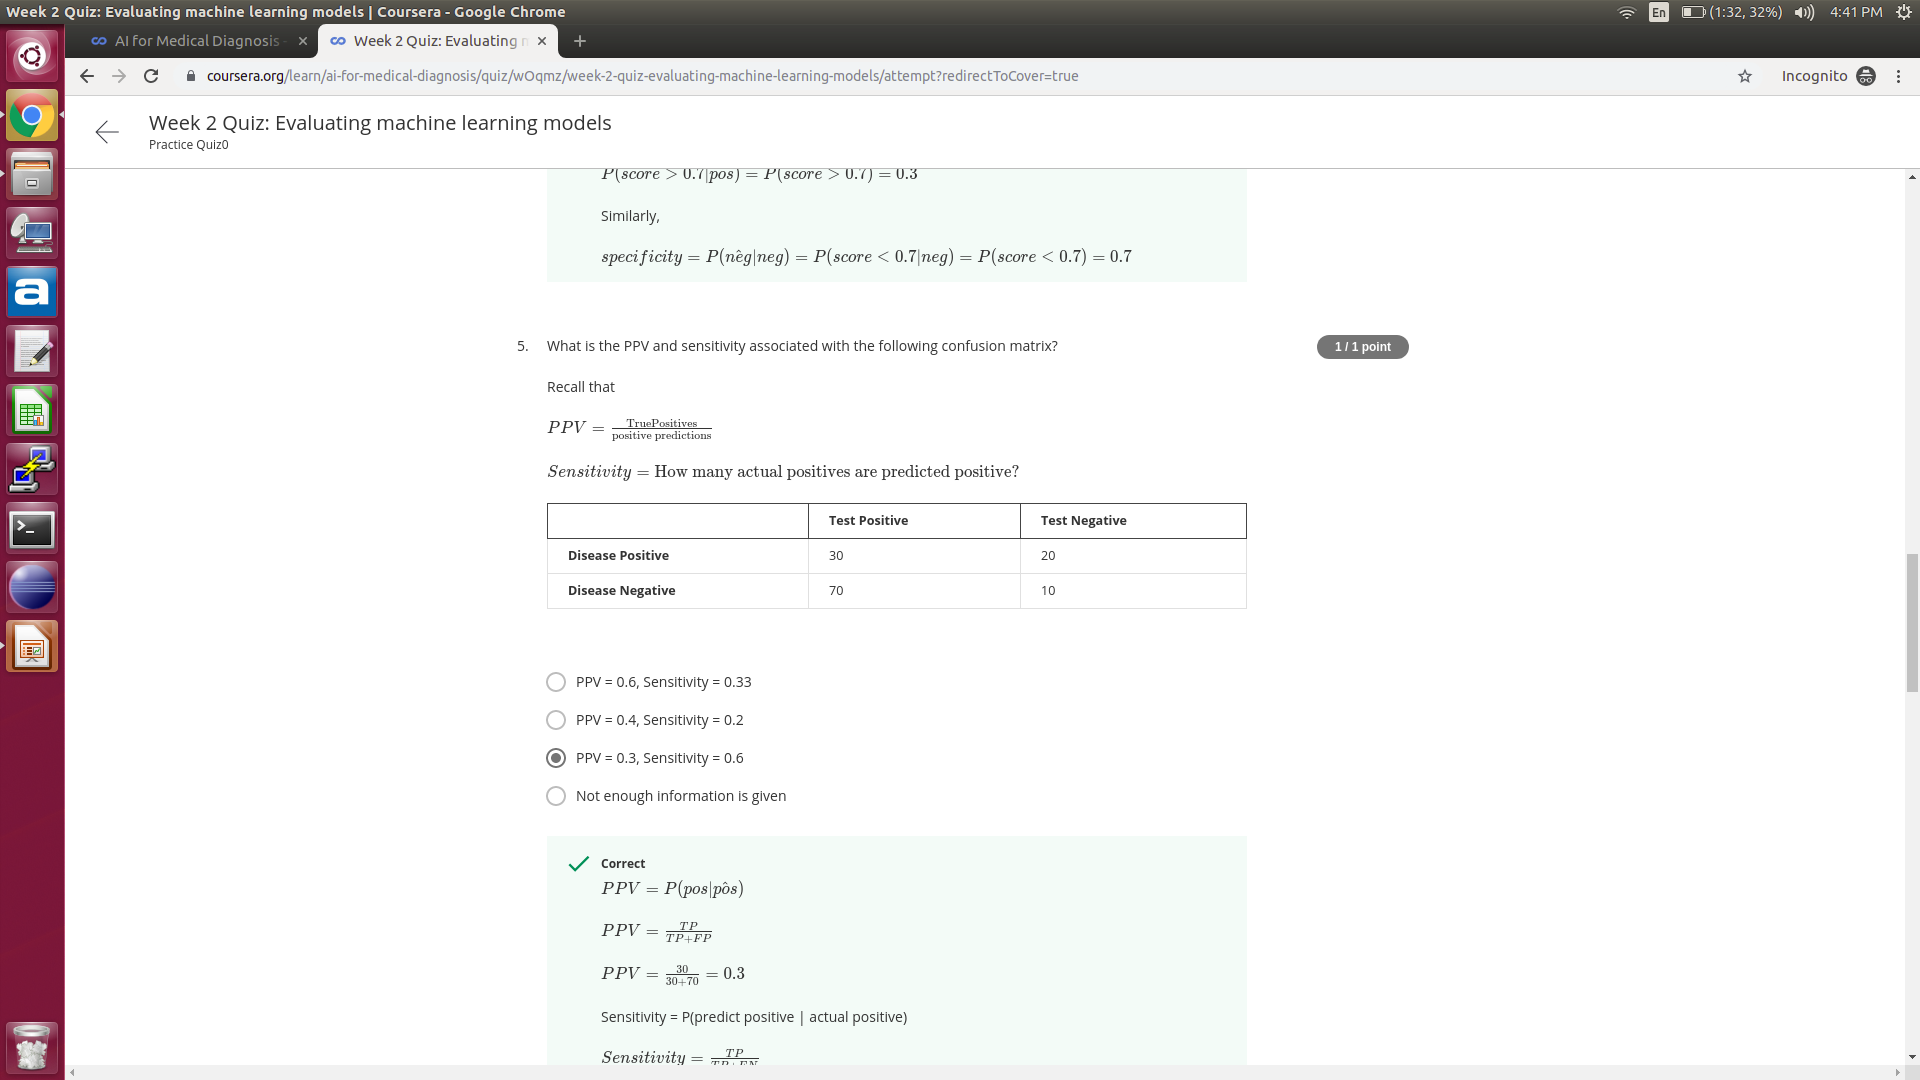 Week 2 Quiz: Evaluating machine learning models | Coursera - Google Chrome
En
(1:32, 32%)
4:41 PM
AI for Medical Diagnosis
Week 2 Quiz: Evaluating
coursera.org/learn/ai-for-medical-diagnosis/quiz/wOqmz/week-2-quiz-evaluating-machine-learning-models/attempt?redirectToCover=true
Incognito
Week 2 Quiz: Evaluating machine learning models
Practice Quiz0
P(score > 0.7|pos) = P(score > 0.7) = 0.3
Similarly,
specificity = P(nêg|neg) = P(score < 0.7|neg) = P(score < 0.7) = 0.7
5. What is the PPV and sensitivity associated with the following confusion matrix?
1 / 1 point
Recall that
PPV = TruePositives / positive predictions
Sensitivity = How many actual positives are predicted positive?
Test Positive Test Negative
Disease Positive 30 20
Disease Negative 70 10
PPV = 0.6, Sensitivity = 0.33
PPV = 0.4, Sensitivity = 0.2
PPV = 0.3, Sensitivity = 0.6
Not enough information is given
Correct
PPV = P(pos|pôs)
PPV = TP / TP+FP
PPV = 30 / 30+70 = 0.3
Sensitivity = P(predict positive | actual positive)
Sensitivity = TP / TP+FN